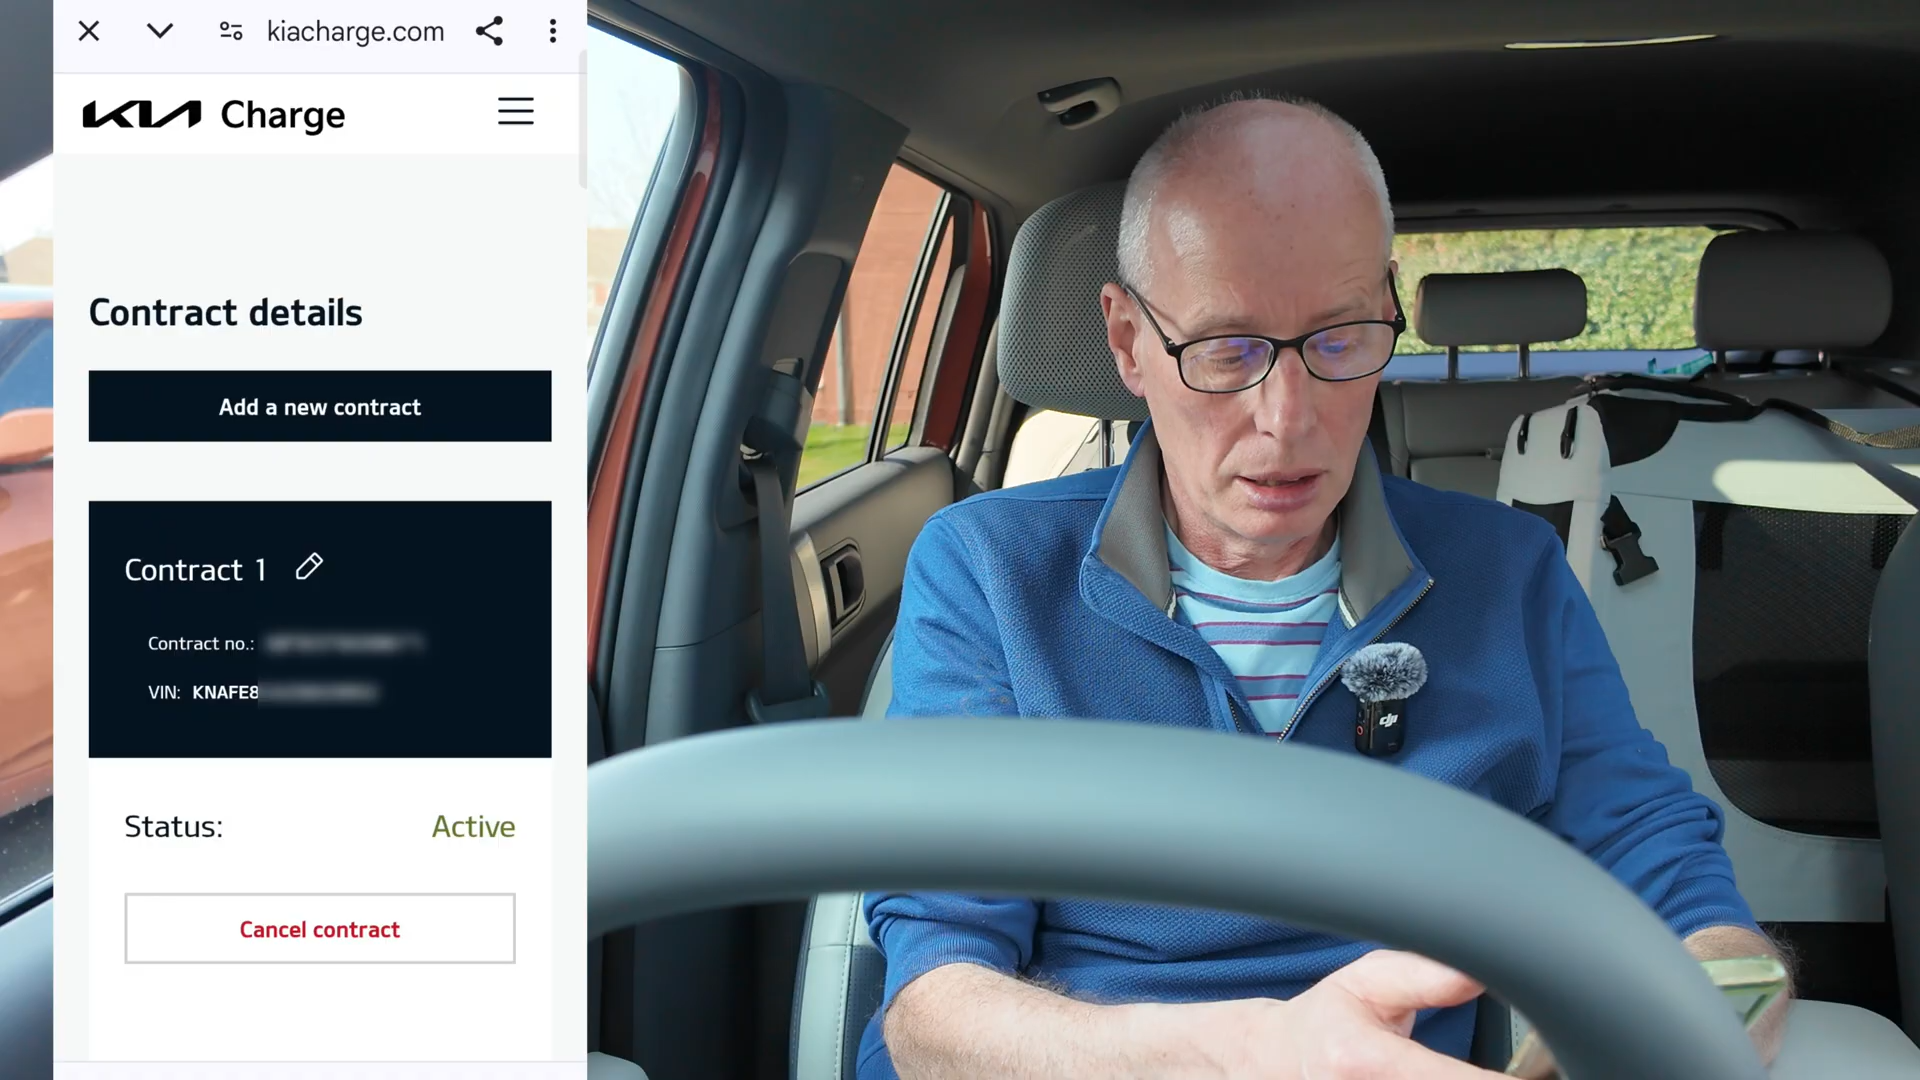 kiacharge.com
KIA Charge
Contract details
Add a new contract
Contract 1
Contract no.:
VIN: KNAFE8
Status: Active
Cancel contract
dji